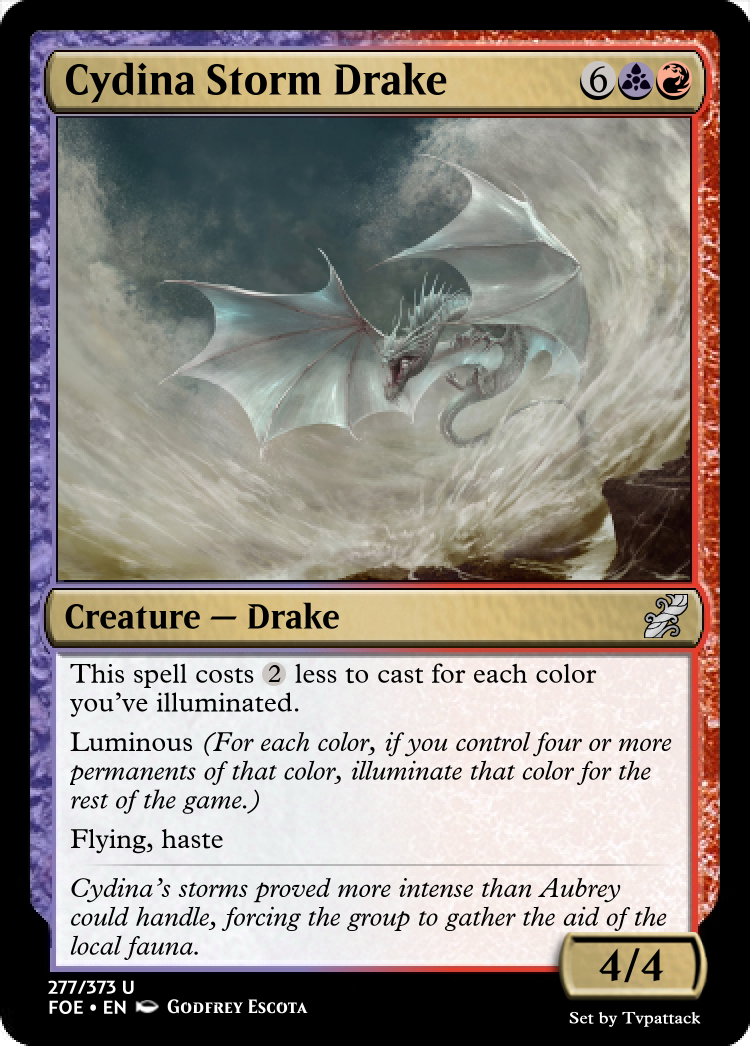 Cydina Storm Drake 6
Creature — Drake
This spell costs 2 less to cast for each color
you've illuminated.
Luminous (For each color, if you control four or more
permanents of that color, illuminate that color for the
rest of the game.)
Flying, haste
Cydina's storms proved more intense than Aubrey
could handle, forcing the group to gather the aid of the
local fauna.
4/4
277/373 U
FOE • EN Godfrey Escota
Set by Tvpattack